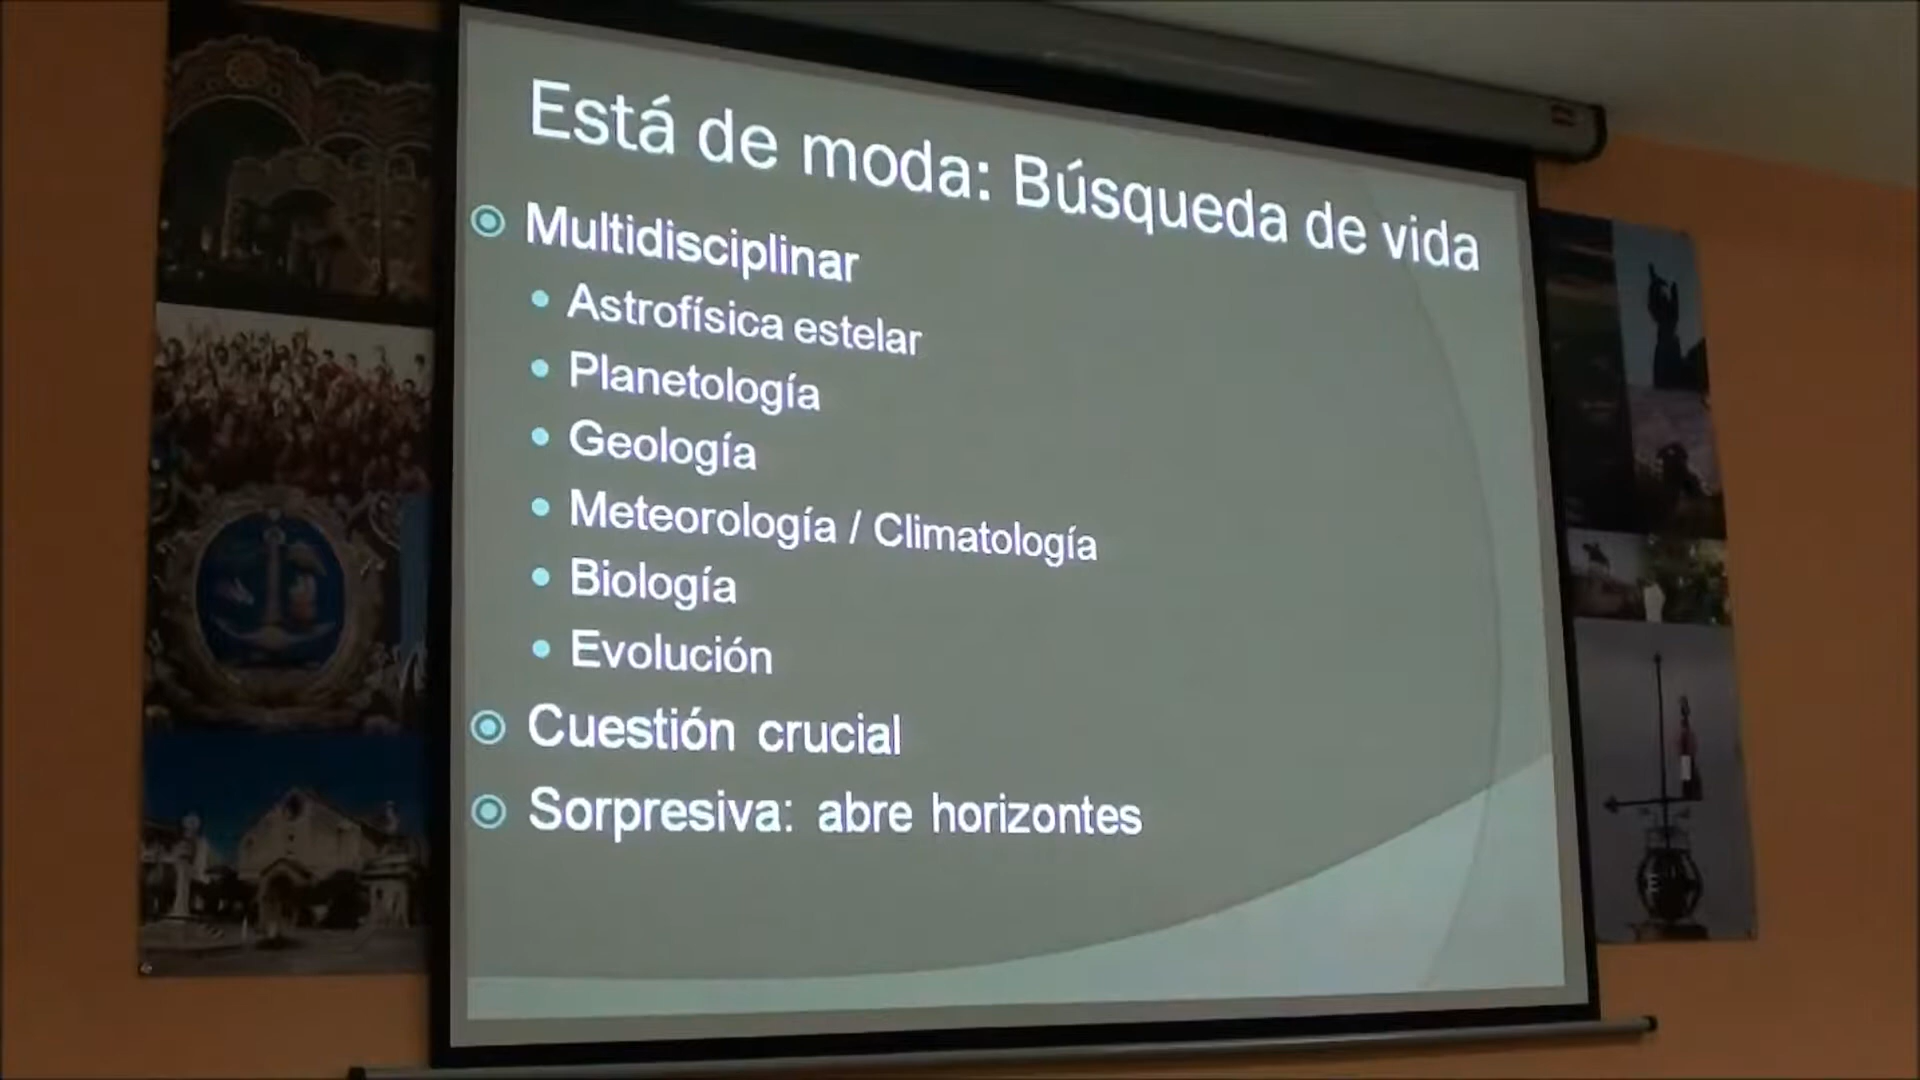 Está de moda: Búsqueda de vida
Multidisciplinar
Astrofísica estelar
Planetología
Geología
Meteorología / Climatología
Biología
Evolución
Cuestión crucial
Sorpresiva: abre horizontes